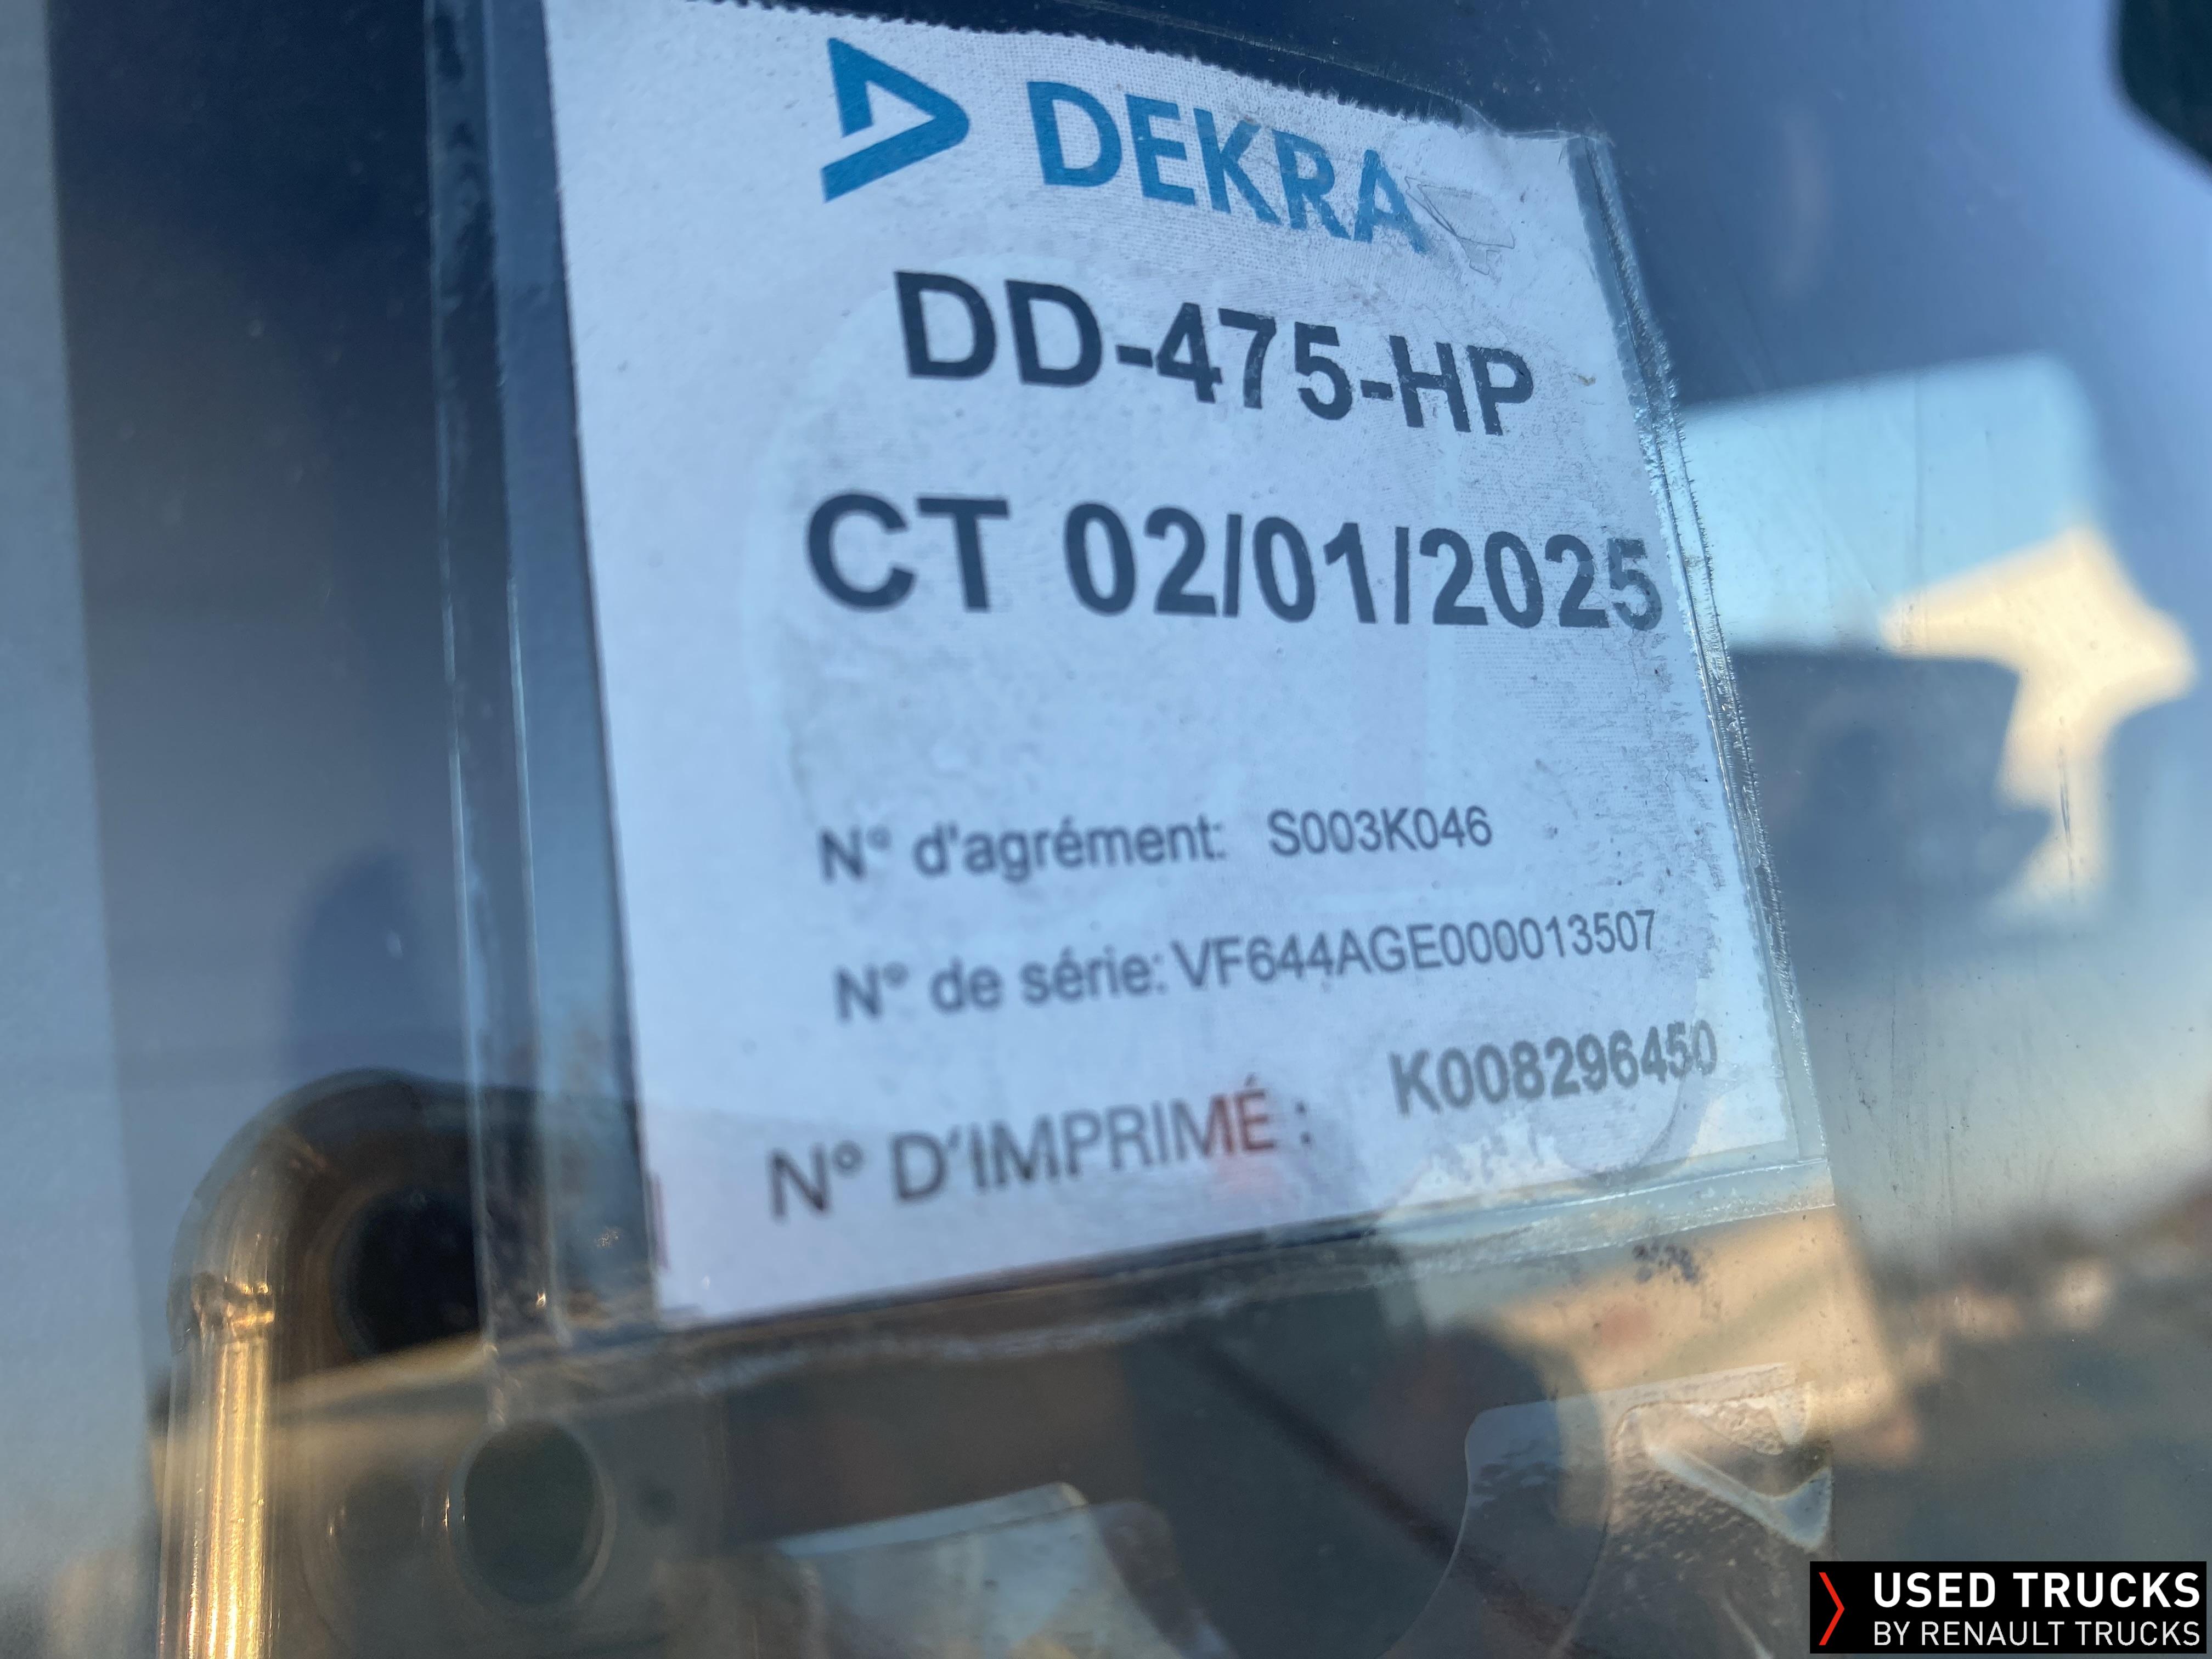 DEKRA
DD-475-HP
CT 02/01/2025
N° d'agrément: S003K046
N° de série: VF644AGE000013507
N° D'IMPRIMÉ : K008296450
USED TRUCKS
BY RENAULT TRUCKS